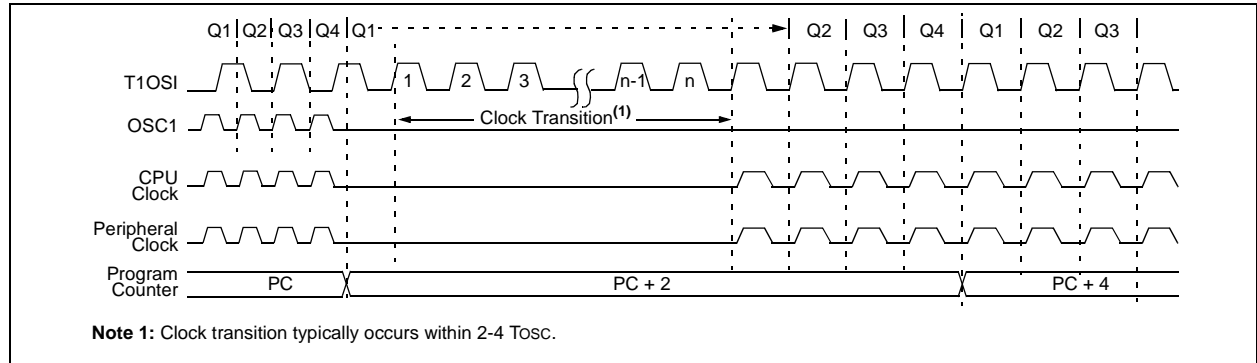 Q1 Q2 Q3 Q4 Q1 Q2 Q3 Q4 Q1 Q2 Q3
T1OSI 1 2 3 n-1 n
Clock Transition(1)
OSC1
CPU
Clock
Peripheral
Clock
Program
Counter PC PC + 2 PC + 4
Note 1: Clock transition typically occurs within 2-4 TOSC.